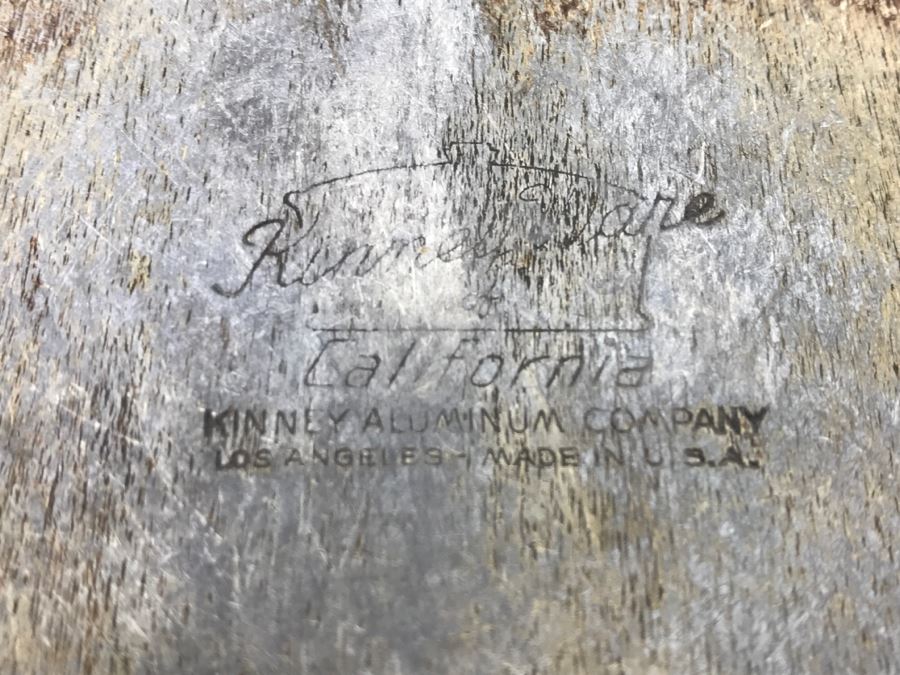 Kinney Ware
of
California
KINNEY ALUMINUM COMPANY
LOS ANGELES - MADE IN U.S.A.